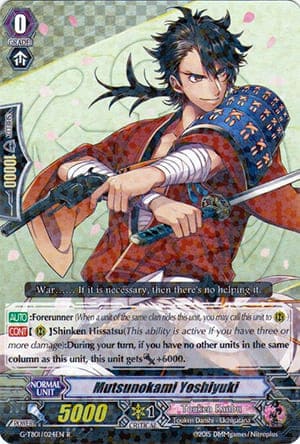 0
GRADE
10000
War...... If it is necessary, then there's no helping it.
AUTO :Forerunner (When a unit of the same clan rides this unit, you may call this unit to (R))
CONT [(R)]:Shinken Hissatsu(This ability is active if you have three or
more damage):During your turn, if you have no other units in the same
column as this unit, this unit gets +6000.
NORMAL
UNIT
Mutsunokami Yoshiyuki
POWER
5000
CRITICAL
1
Touken Ranbu
Touken Danshi - Uchigatana
G-TB01/024EN R
©2015 DMM Games/Nitroplus